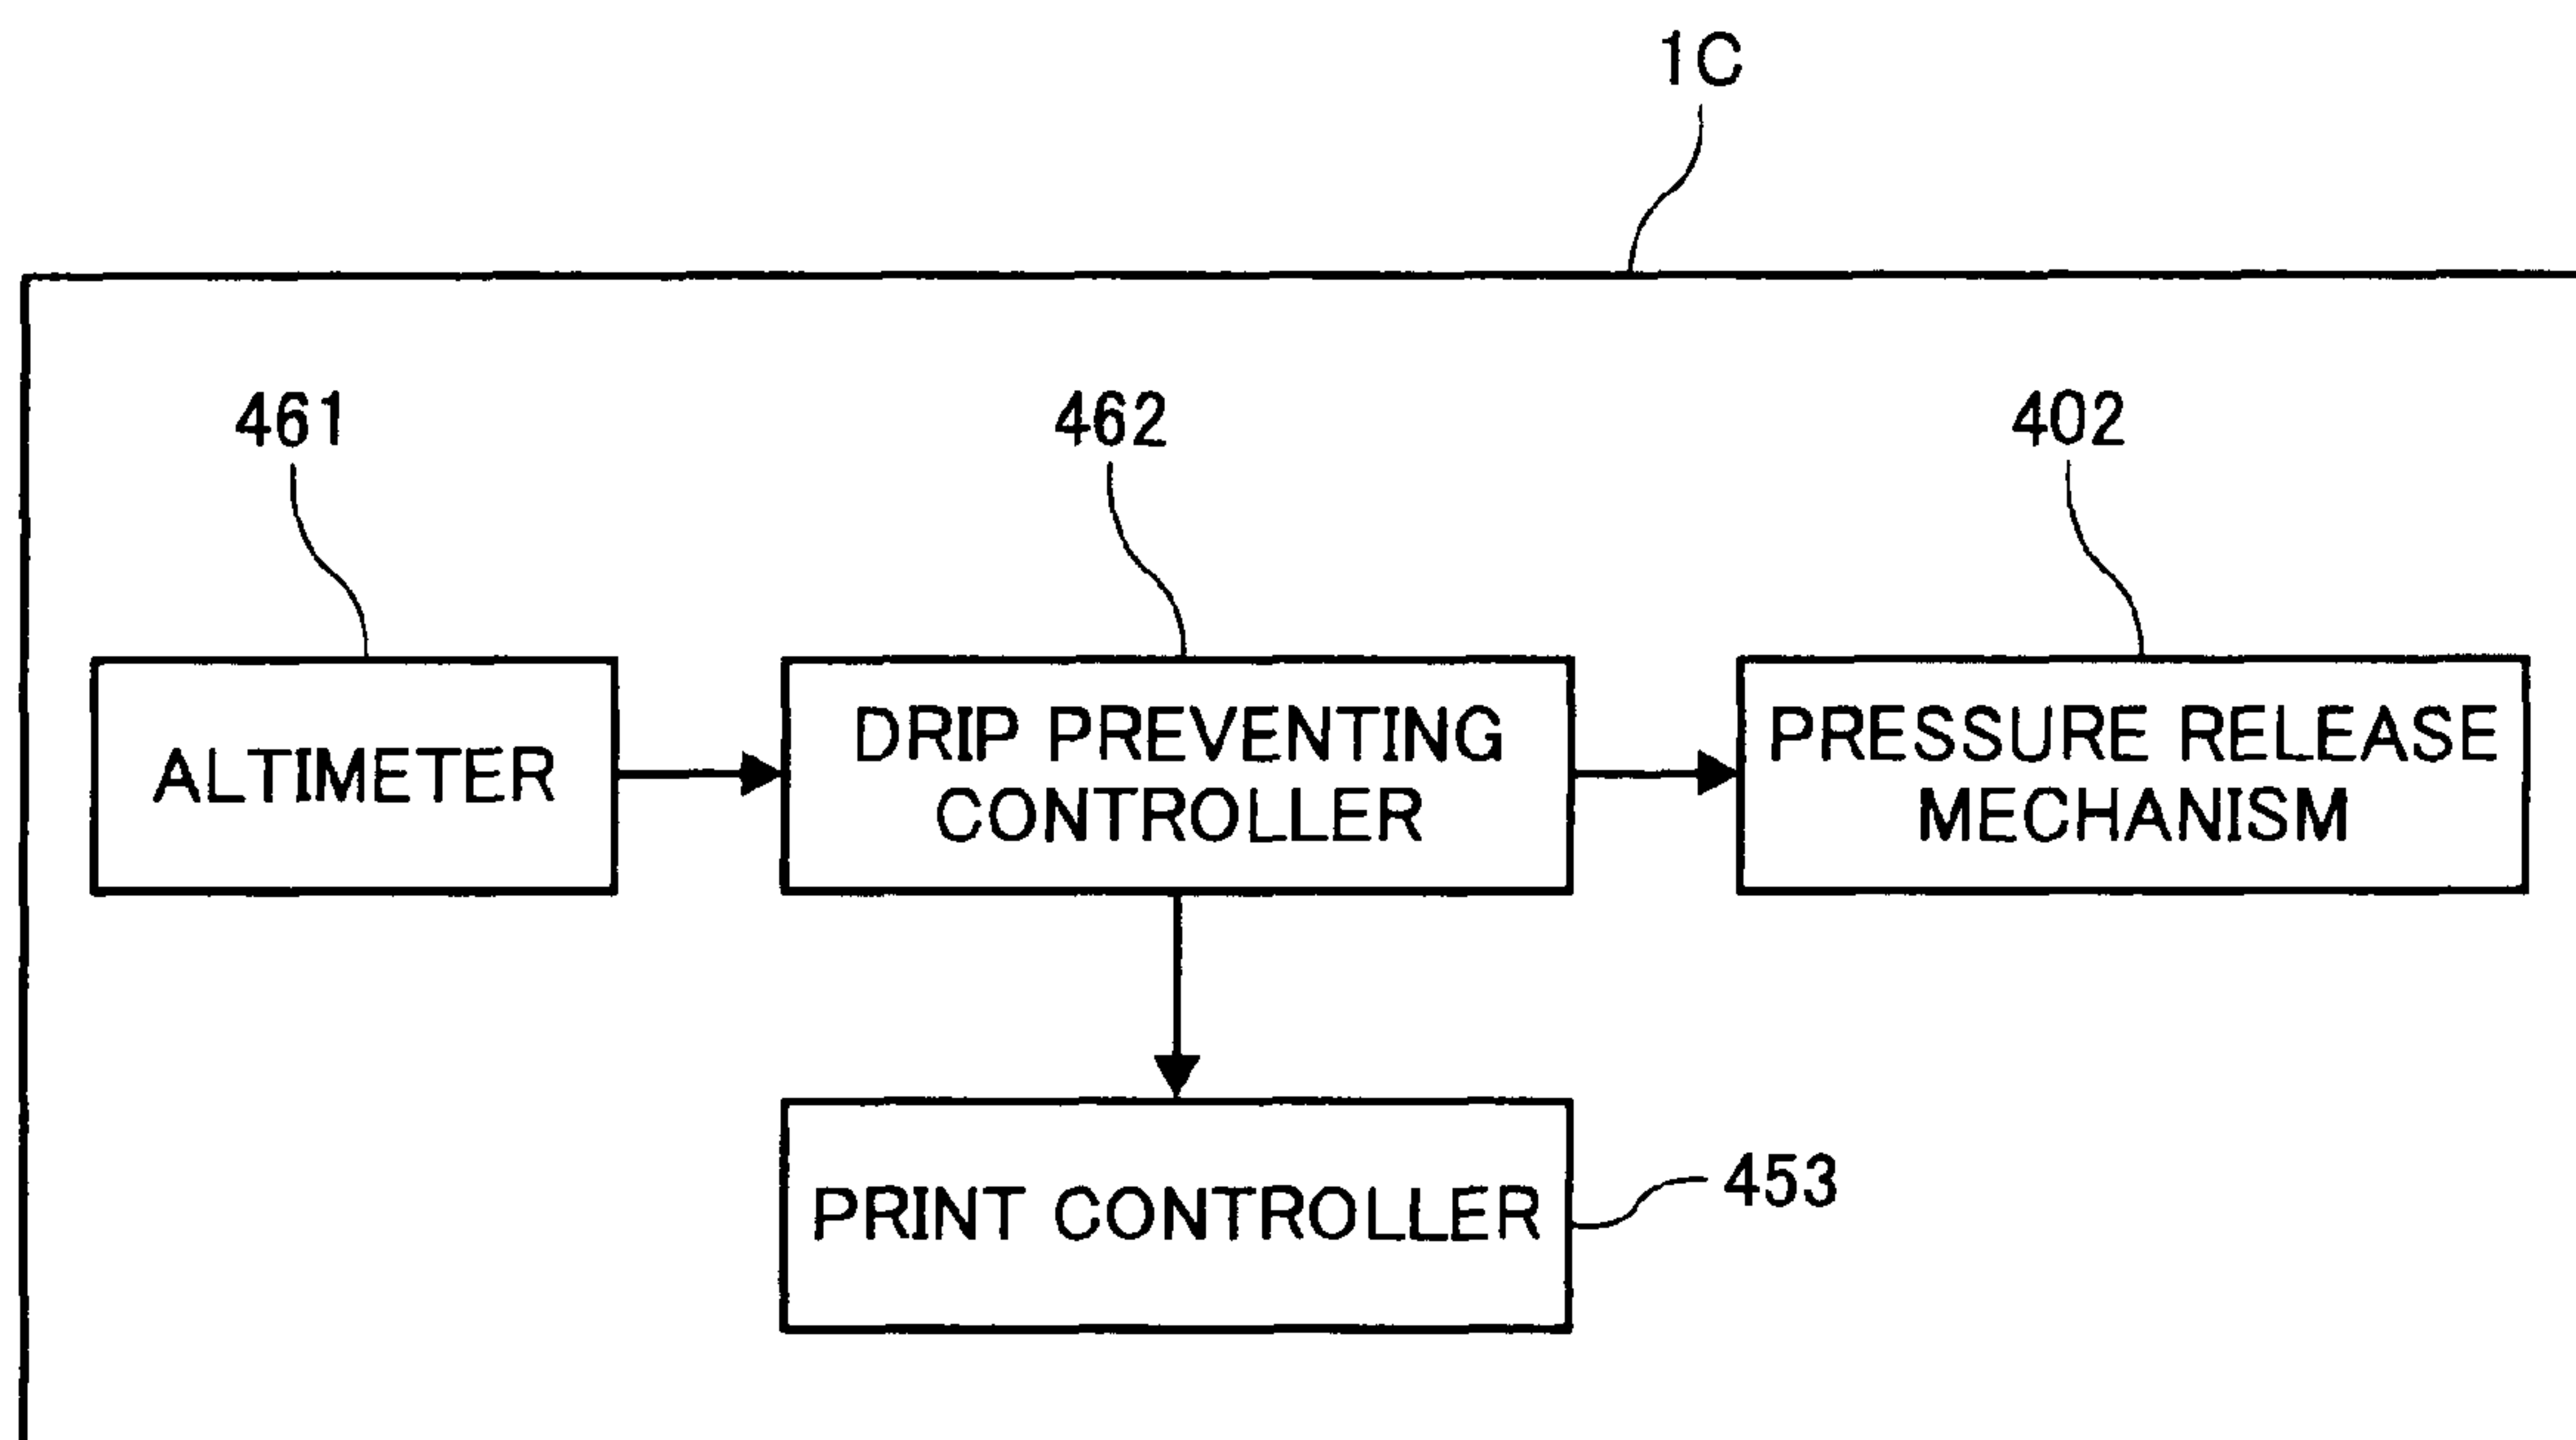 1C
461
462
402
ALTIMETER
DRIP PREVENTING
CONTROLLER
PRESSURE RELEASE
MECHANISM
PRINT CONTROLLER
453